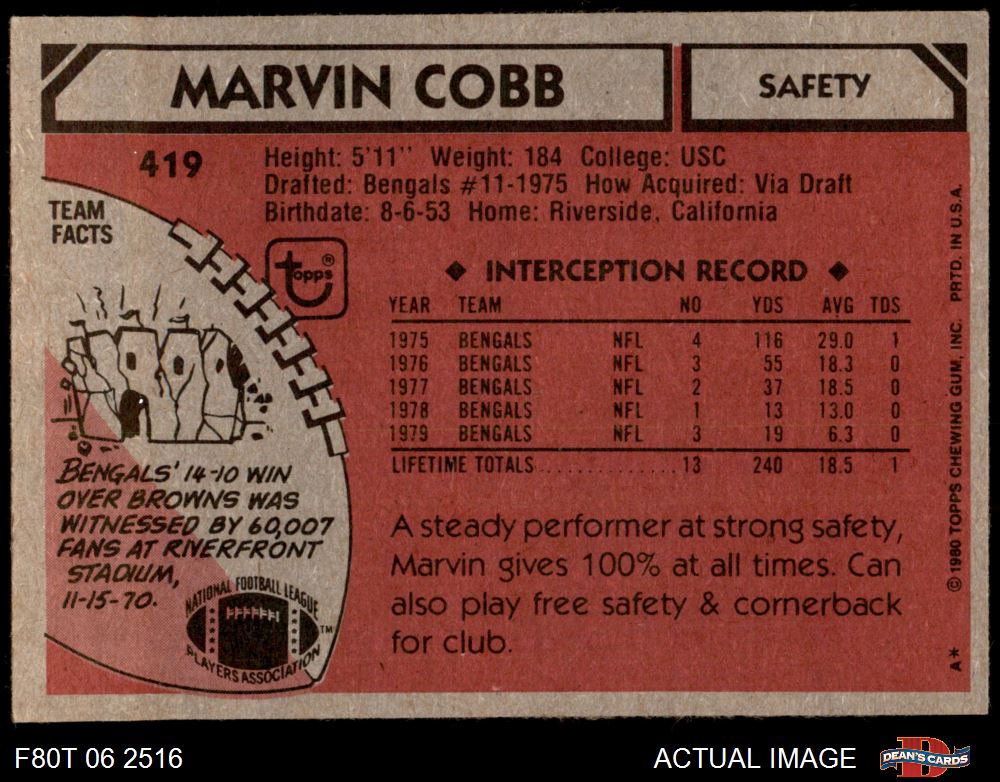 MARVIN COBB
SAFETY
419
Height: 5'11" Weight: 184 College: USC
Drafted: Bengals #11-1975 How Acquired: Via Draft
Birthdate: 8-6-53 Home: Riverside, California
TEAM
FACTS
topps®
◆ INTERCEPTION RECORD ◆
YEAR TEAM NO YDS AVG TDS
1975 BENGALS NFL 4 116 29.0 1
1976 BENGALS NFL 3 55 18.3 0
1977 BENGALS NFL 2 37 18.5 0
1978 BENGALS NFL 1 13 13.0 0
1979 BENGALS NFL 3 19 6.3 0
LIFETIME TOTALS..................13 240 18.5 1
BENGALS' 14-10 WIN
OVER BROWNS WAS
WITNESSED BY 60,007
FANS AT RIVERFRONT
STADIUM,
11-15-70.
NATIONAL FOOTBALL LEAGUE
PLAYERS ASSOCIATION
TM
A steady performer at strong safety,
Marvin gives 100% at all times. Can
also play free safety & cornerback
for club.
A* © 1980 TOPPS CHEWING GUM, INC. PRTD. IN U.S.A.
F80T 06 2516
ACTUAL IMAGE
DEAN'S CARDS